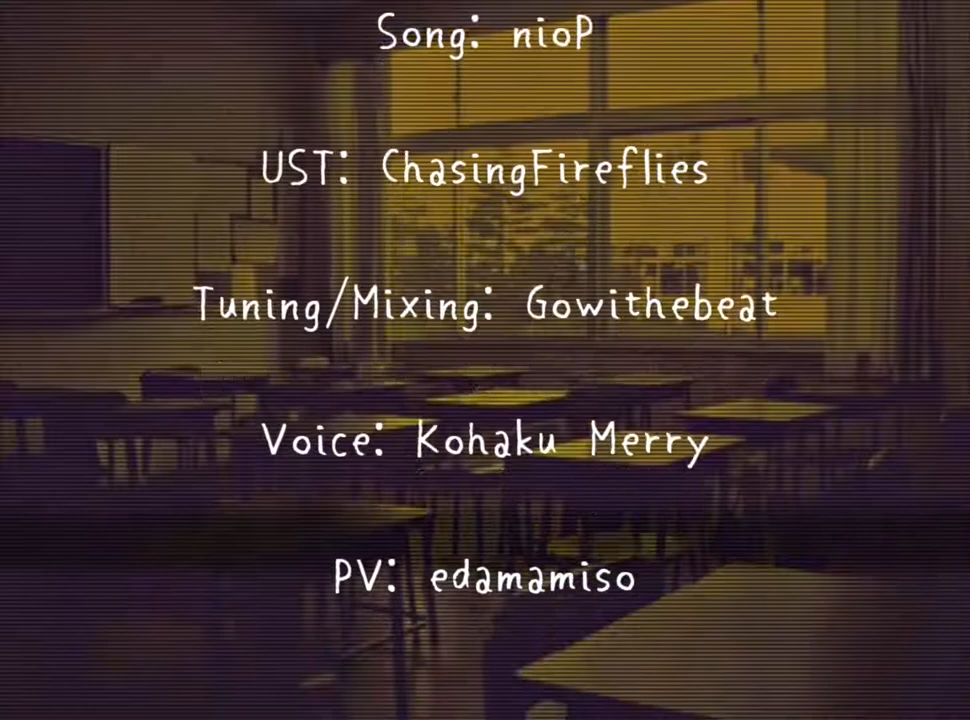 Song: nioP
UST: ChasingFireflies
Tuning/Mixing: Gowithebeat
Voice: Kohaku Merry
PV: edamamiso